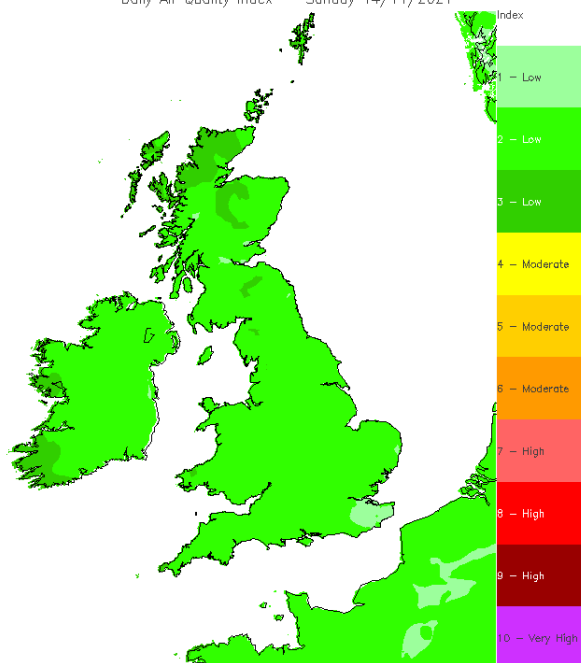 Daily Air Quality Index    Sunday 14/11/2021
Index
1 - Low
2 - Low
3 - Low
4 - Moderate
5 - Moderate
6 - Moderate
7 - High
8 - High
9 - High
10 - Very High